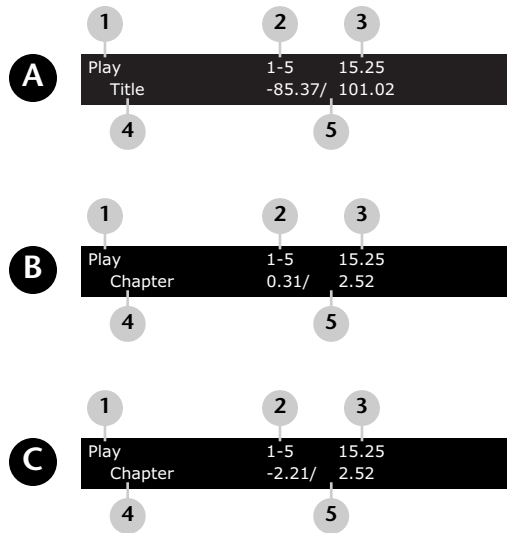 1 2 3
A
Play 1-5 15.25
Title -85.37/ 101.02
4 5
1 2 3
B
Play 1-5 15.25
Chapter 0.31/ 2.52
4 5
1 2 3
C
Play 1-5 15.25
Chapter -2.21/ 2.52
4 5